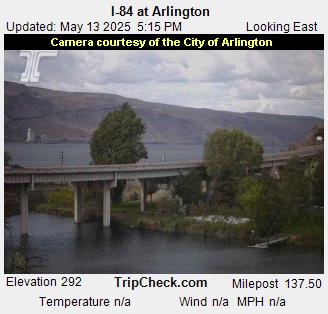 I-84 at Arlington
Updated: May 13 2025 5:15 PM Looking East
Camera courtesy of the City of Arlington
Elevation 292 TripCheck.com Milepost 137.50
Temperature n/a Wind n/a MPH n/a